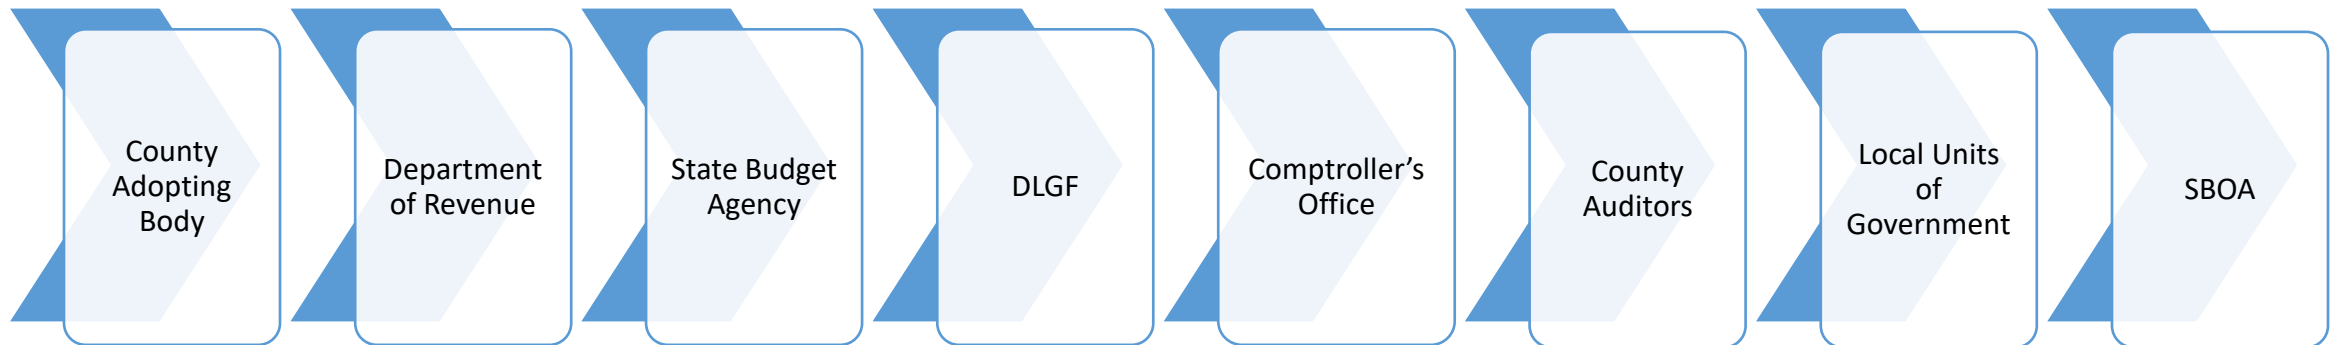 County
Adopting
Body
Department
of Revenue
State Budget
Agency
DLGF
Comptroller’s
Office
County
Auditors
Local Units
of
Government
SBOA